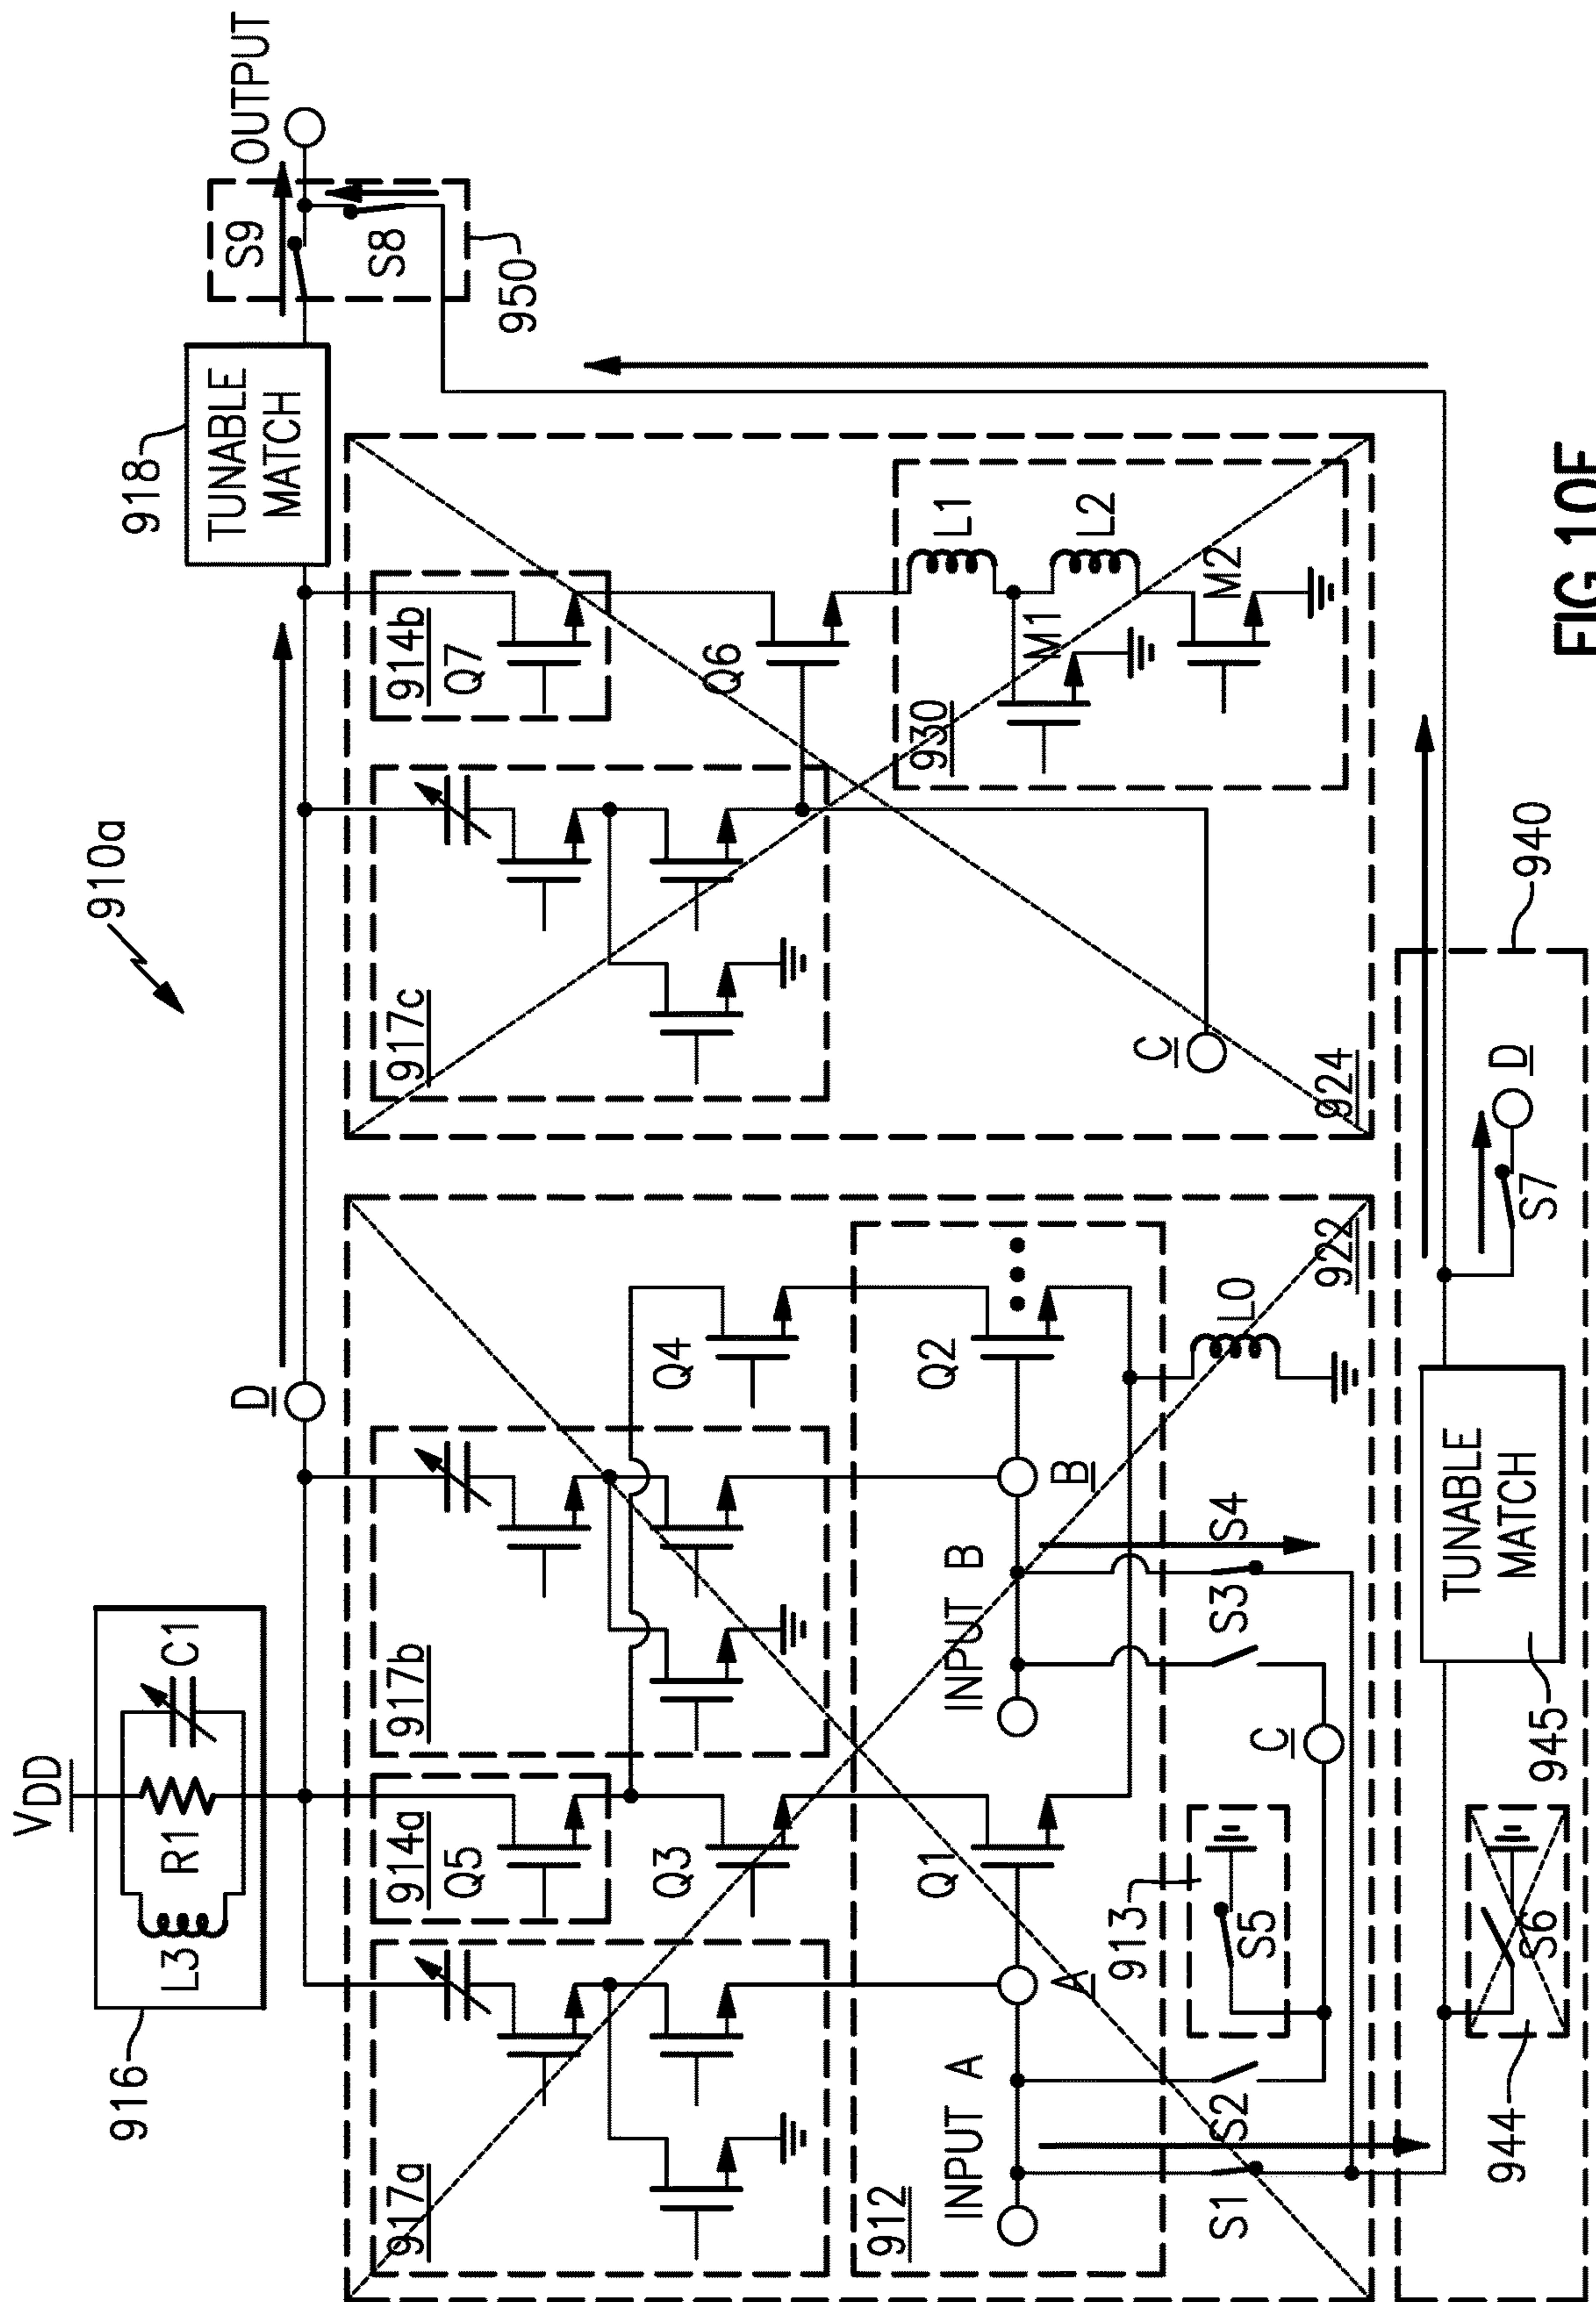 910a
VDD
916
L3
R1
C1
D
918
TUNABLE
MATCH
S9
OUTPUT
S8
950
917a
914a
Q5
917b
917c
914b
Q7
Q3
Q4
Q6
912
INPUT A
A
Q1
INPUT B
B
Q2
930
M1
L1
L2
M2
S1
S2
913
S5
C
S3
S4
L0
922
C
924
944
S6
945
TUNABLE
MATCH
S7
D
940